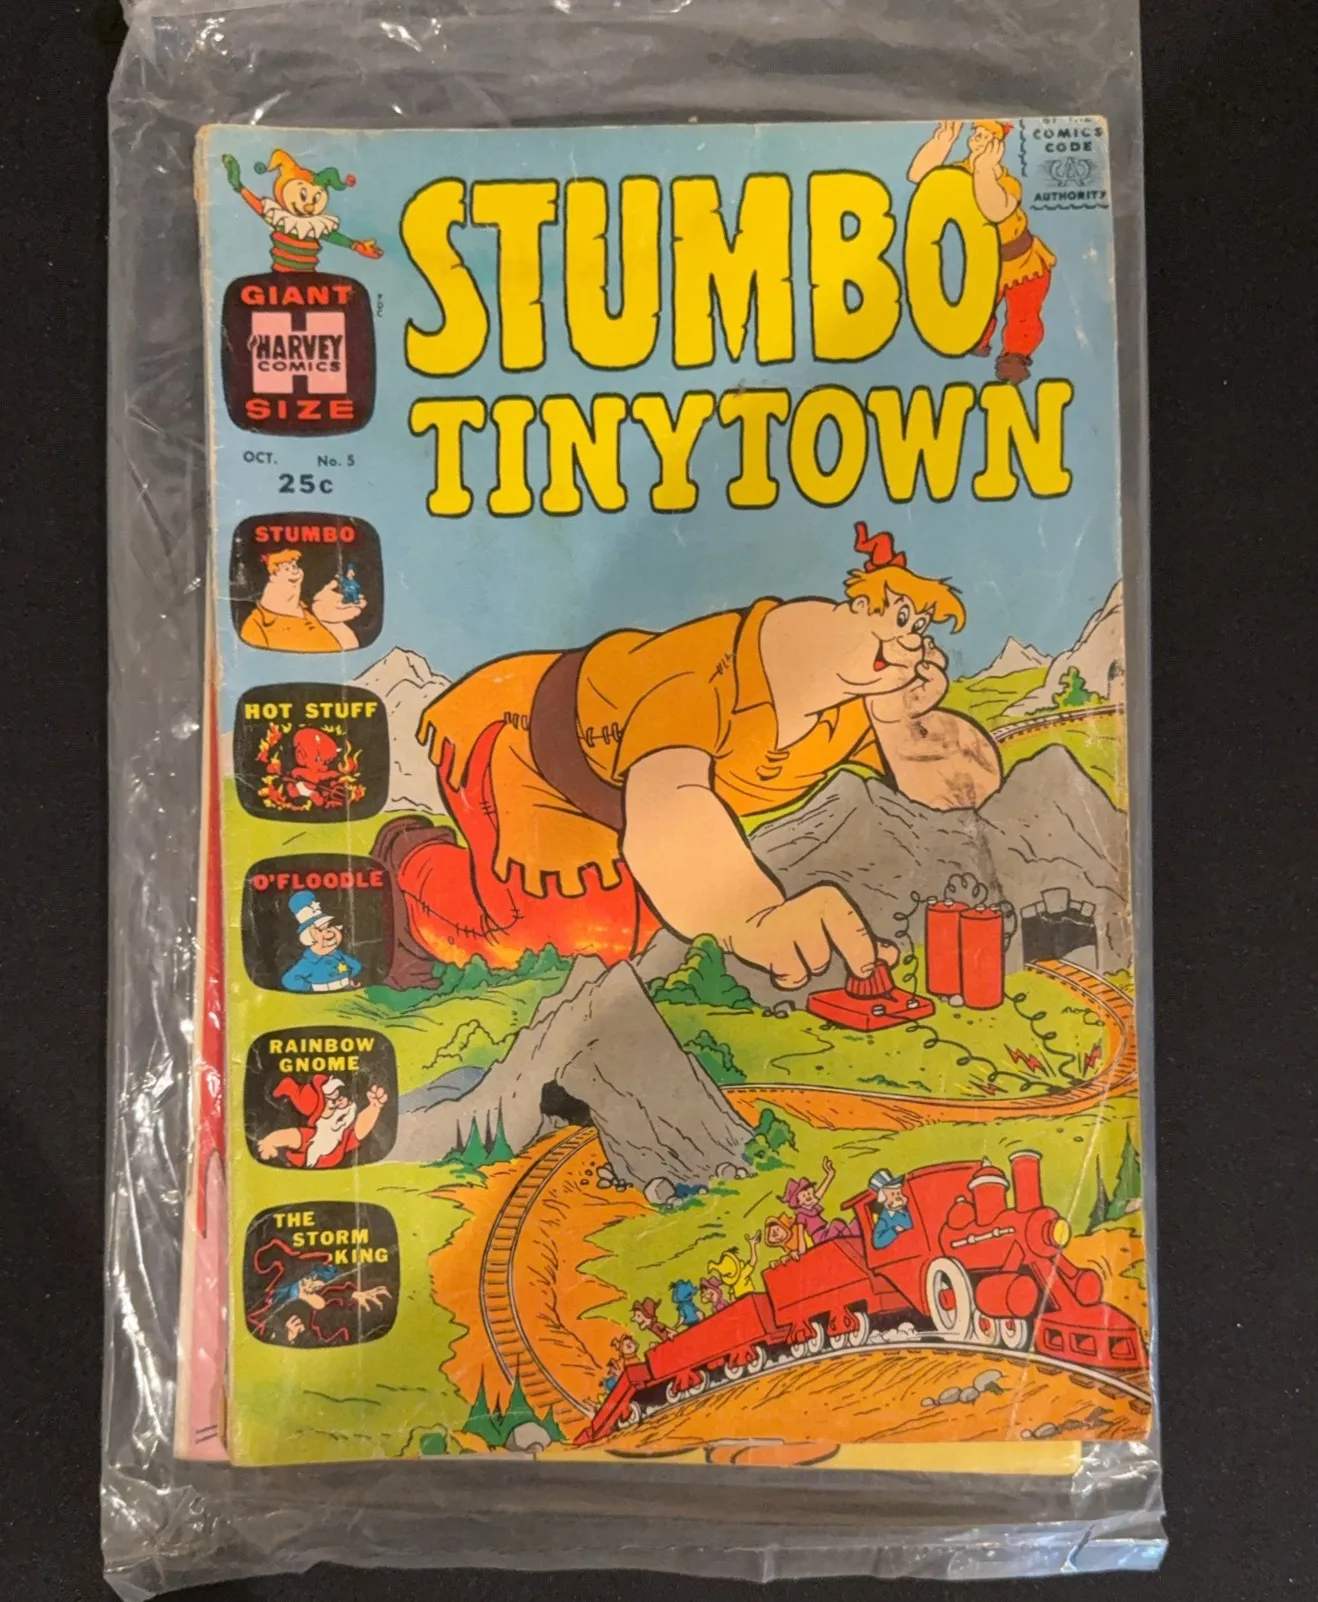 COMICS
CODE
AUTHORITY
STUMBO
TINYTOWN
GIANT
HARVEY
COMICS
SIZE
OCT. No. 5
25c
STUMBO
HOT STUFF
O'FLOODLE
RAINBOW
GNOME
THE
STORM
KING